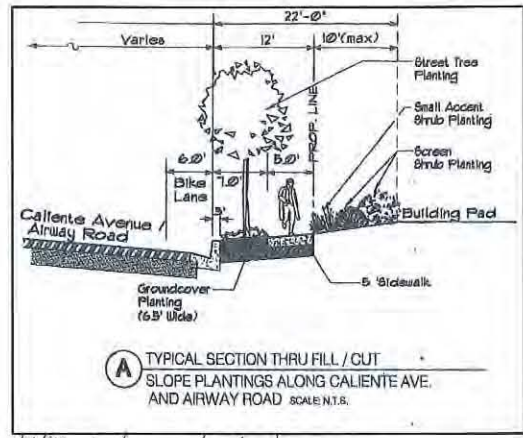 22'-0"
Varies
12'
10'(max)
Street Tree
Planting
PROP. LINE
Small Accent
Shrub Planting
Screen
Shrub Planting
6.0'
7.0'
5.0'
Bike
Lane
Caliente Avenue /
Airway Road
Building Pad
Groundcover
Planting
(6.5' Wide)
5' Sidewalk
A
TYPICAL SECTION THRU FILL / CUT
SLOPE PLANTINGS ALONG CALIENTE AVE.
AND AIRWAY ROAD SCALE: N.T.S.